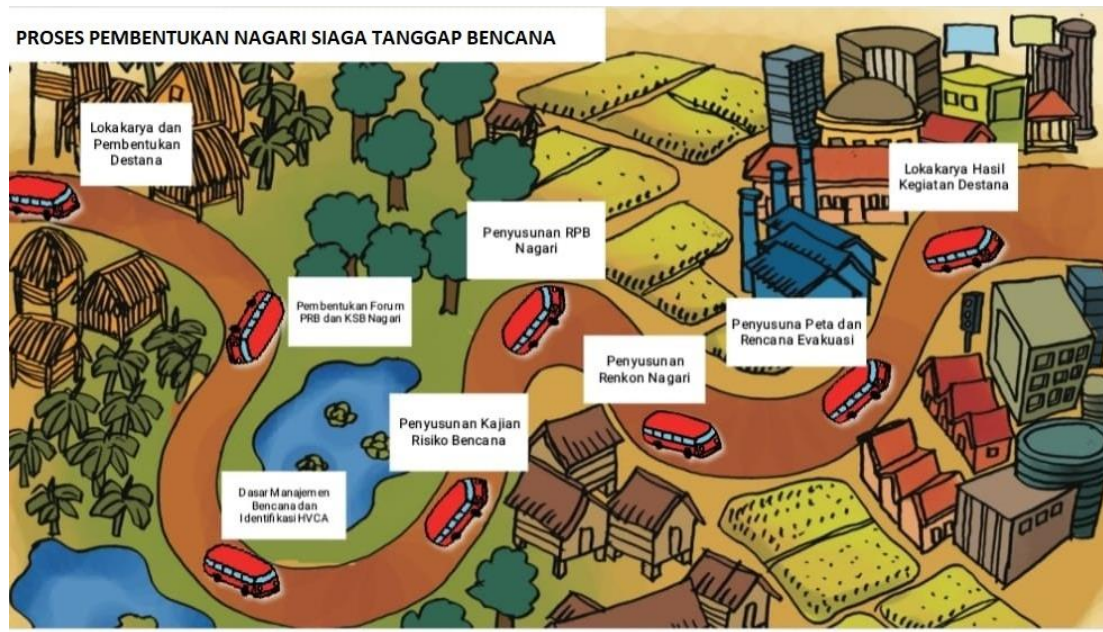 PROSES PEMBENTUKAN NAGARI SIAGA TANGGAP BENCANA
Lokakarya dan
Pembentukan
Destana
Pembentukan Forum
PRB dan KSB Nagari
Dasar Manajemen
Bencana dan
Identifikasi HVCA
Penyusunan Kajian
Risiko Bencana
Penyusunan RPB
Nagari
Penyusunan
Renkon Nagari
Penyusuna Peta dan
Rencana Evakuasi
Lokakarya Hasil
Kegiatan Destana